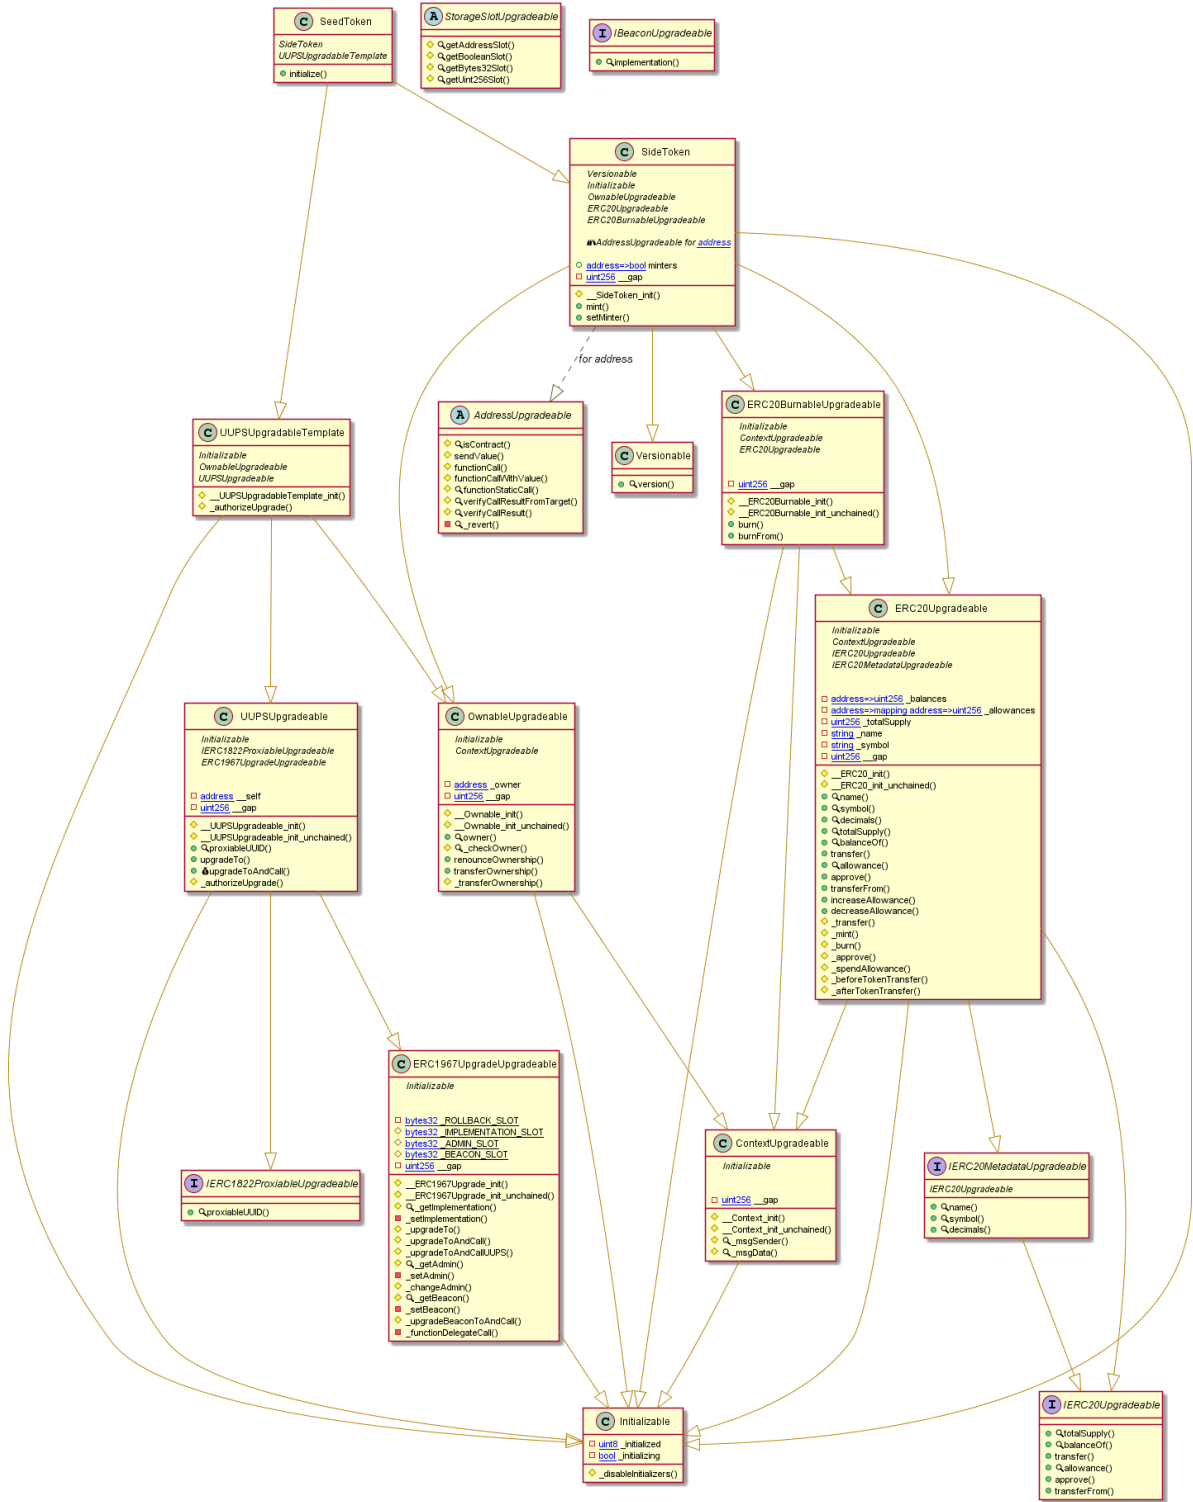 C SeedToken
SideToken
UUPSUpgradableTemplate
initialize()
A StorageSlotUpgradeable
getAddressSlot()
getBooleanSlot()
getBytes32Slot()
getUint256Slot()
I IBeaconUpgradeable
implementation()
C SideToken
Versionable
Initializable
OwnableUpgradeable
ERC20Upgradeable
ERC20BurnableUpgradeable
AddressUpgradeable for address
address=>bool minters
uint256 __gap
__SideToken_init()
mint()
setMinter()
for address
C UUPSUpgradableTemplate
Initializable
OwnableUpgradeable
UUPSUpgradeable
__UUPSUpgradableTemplate_init()
_authorizeUpgrade()
A AddressUpgradeable
isContract()
sendValue()
functionCall()
functionCallWithValue()
functionStaticCall()
verifyCallResultFromTarget()
verifyCallResult()
_revert()
C Versionable
version()
C ERC20BurnableUpgradeable
Initializable
ContextUpgradeable
ERC20Upgradeable
uint256 __gap
__ERC20Burnable_init()
__ERC20Burnable_init_unchained()
burn()
burnFrom()
C ERC20Upgradeable
Initializable
ContextUpgradeable
IERC20Upgradeable
IERC20MetadataUpgradeable
address=>uint256 _balances
address=>mapping address=>uint256 _allowances
uint256 _totalSupply
string _name
string _symbol
uint256 __gap
__ERC20_init()
__ERC20_init_unchained()
name()
symbol()
decimals()
totalSupply()
balanceOf()
transfer()
allowance()
approve()
transferFrom()
increaseAllowance()
decreaseAllowance()
_transfer()
_mint()
_burn()
_approve()
_spendAllowance()
_beforeTokenTransfer()
_afterTokenTransfer()
C UUPSUpgradeable
Initializable
IERC1822ProxiableUpgradeable
ERC1967UpgradeUpgradeable
address __self
uint256 __gap
__UUPSUpgradeable_init()
__UUPSUpgradeable_init_unchained()
proxiableUUID()
upgradeTo()
upgradeToAndCall()
_authorizeUpgrade()
C OwnableUpgradeable
Initializable
ContextUpgradeable
address _owner
uint256 __gap
__Ownable_init()
__Ownable_init_unchained()
owner()
_checkOwner()
renounceOwnership()
transferOwnership()
_transferOwnership()
C ERC1967UpgradeUpgradeable
Initializable
bytes32 _ROLLBACK_SLOT
bytes32 _IMPLEMENTATION_SLOT
bytes32 _ADMIN_SLOT
bytes32 _BEACON_SLOT
uint256 __gap
__ERC1967Upgrade_init()
__ERC1967Upgrade_init_unchained()
_getImplementation()
_setImplementation()
_upgradeTo()
_upgradeToAndCall()
_upgradeToAndCallUUPS()
_getAdmin()
_setAdmin()
_changeAdmin()
_getBeacon()
_setBeacon()
_upgradeBeaconToAndCall()
_functionDelegateCall()
I IERC1822ProxiableUpgradeable
proxiableUUID()
C ContextUpgradeable
Initializable
uint256 __gap
__Context_init()
__Context_init_unchained()
_msgSender()
_msgData()
I IERC20MetadataUpgradeable
IERC20Upgradeable
name()
symbol()
decimals()
C Initializable
uint8 _initialized
bool _initializing
_disableInitializers()
I IERC20Upgradeable
totalSupply()
balanceOf()
transfer()
allowance()
approve()
transferFrom()